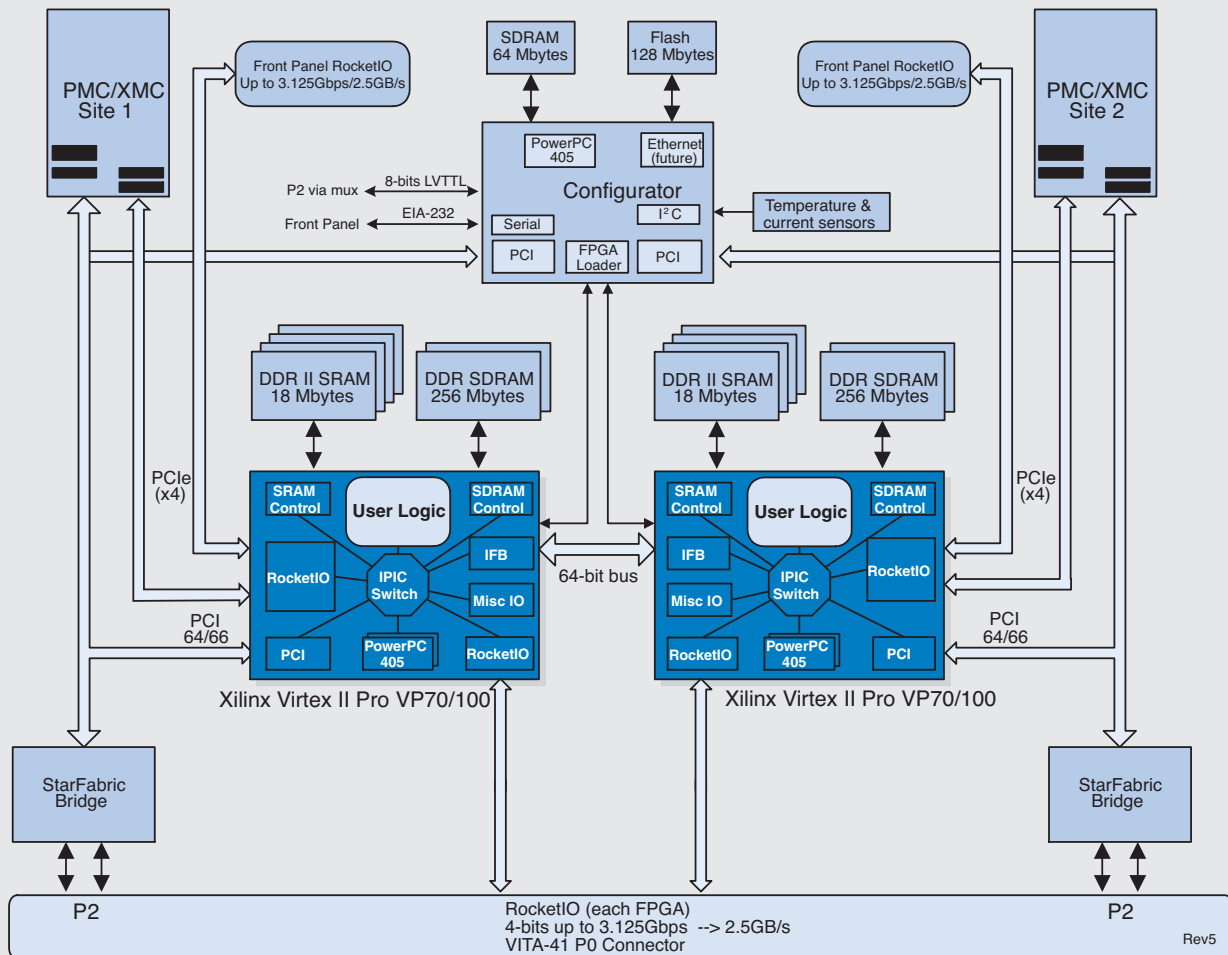 PMC/XMC
Site 1
Front Panel RocketIO
Up to 3.125Gbps/2.5GB/s
SDRAM
64 Mbytes
Flash
128 Mbytes
Front Panel RocketIO
Up to 3.125Gbps/2.5GB/s
PMC/XMC
Site 2
PowerPC
405
Ethernet
(future)
Configurator
P2 via mux
8-bits LVTTL
Front Panel
EIA-232
Serial
I²C
Temperature &
current sensors
PCI
FPGA
Loader
PCI
DDR II SRAM
18 Mbytes
DDR SDRAM
256 Mbytes
DDR II SRAM
18 Mbytes
DDR SDRAM
256 Mbytes
PCIe
(x4)
PCI
64/66
SRAM
Control
User Logic
SDRAM
Control
RocketIO
IPIC
Switch
IFB
Misc IO
PCI
PowerPC
405
RocketIO
Xilinx Virtex II Pro VP70/100
64-bit bus
SRAM
Control
User Logic
SDRAM
Control
IFB
IPIC
Switch
RocketIO
Misc IO
RocketIO
PowerPC
405
PCI
Xilinx Virtex II Pro VP70/100
PCIe
(x4)
PCI
64/66
StarFabric
Bridge
StarFabric
Bridge
P2
RocketIO (each FPGA)
4-bits up to 3.125Gbps --> 2.5GB/s
VITA-41 P0 Connector
P2
Rev5